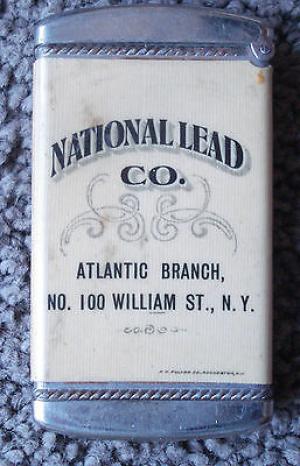 NATIONAL LEAD
CO.
ATLANTIC BRANCH,
NO. 100 WILLIAM ST., N.Y.